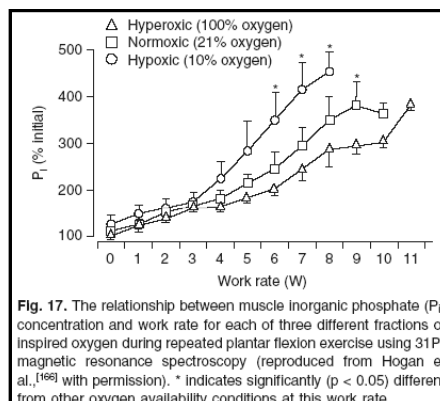 Hyperoxic (100% oxygen)
Normoxic (21% oxygen)
Hypoxic (10% oxygen)
500
400
300
200
100
Pi (% initial)
* * * *
0 1 2 3 4 5 6 7 8 9 10 11
Work rate (W)
Fig. 17. The relationship between muscle inorganic phosphate (Pi)
concentration and work rate for each of three different fractions o
inspired oxygen during repeated plantar flexion exercise using 31P
magnetic resonance spectroscopy (reproduced from Hogan e
al.,[166] with permission). * indicates significantly (p < 0.05) differen
from other oxygen availability conditions at this work rate